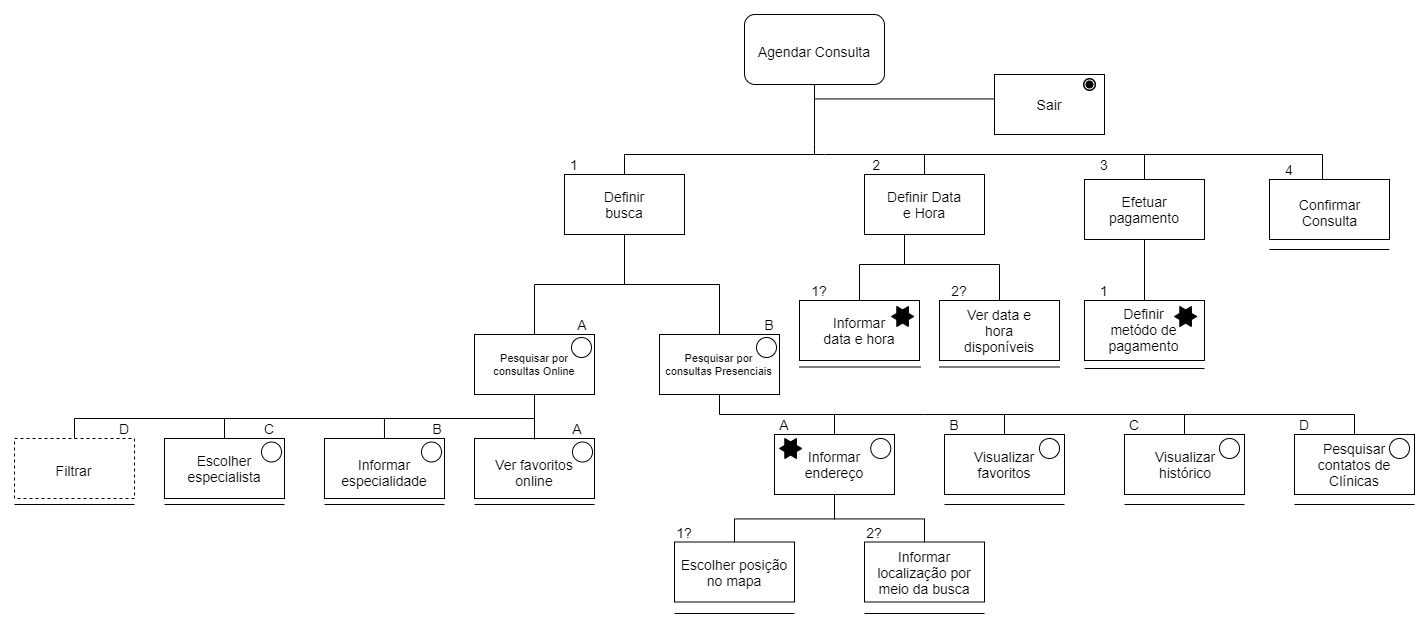 Agendar Consulta
Sair
1
Definir
busca
2
Definir Data
e Hora
3
Efetuar
pagamento
4
Confirmar
Consulta
1?
Informar
data e hora
2?
Ver data e
hora
disponíveis
1
Definir
metódo de
pagamento
A
Pesquisar por
consultas Online
B
Pesquisar por
consultas Presenciais
D
Filtrar
C
Escolher
especialista
B
Informar
especialidade
A
Ver favoritos
online
A
Informar
endereço
B
Visualizar
favoritos
C
Visualizar
histórico
D
Pesquisar
contatos de
Clínicas
1?
Escolher posição
no mapa
2?
Informar
localização por
meio da busca